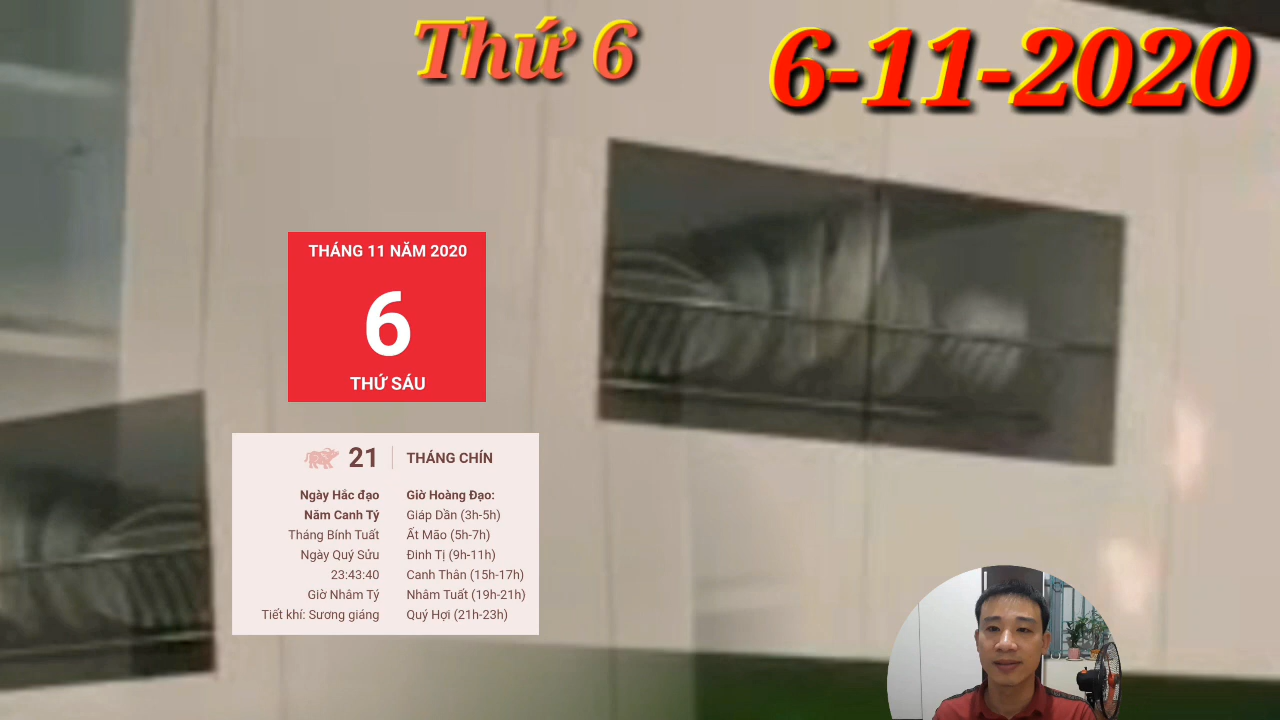 Thứ 6
6-11-2020
THÁNG 11 NĂM 2020
6
THỨ SÁU
21
THÁNG CHÍN
Ngày Hắc đạo
Năm Canh Tý
Tháng Bính Tuất
Ngày Quý Sửu
23:43:40
Giờ Nhâm Tý
Tiết khí: Sương giáng
Giờ Hoàng Đạo:
Giáp Dần (3h-5h)
Ất Mão (5h-7h)
Đinh Tị (9h-11h)
Canh Thân (15h-17h)
Nhâm Tuất (19h-21h)
Quý Hợi (21h-23h)